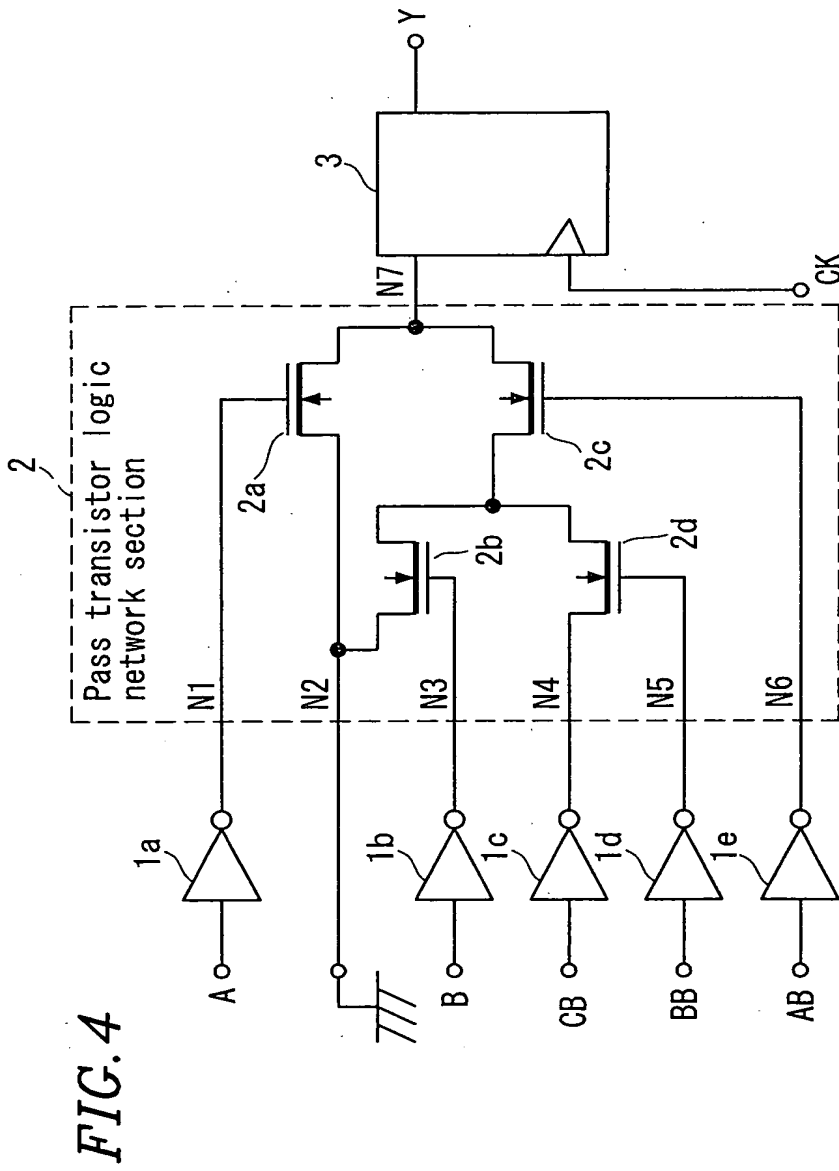 FIG. 4
2
Pass transistor logic
network section
3
Y
N7
CK
A
1a
N1
2a
N2
B
1b
N3
2b
2c
CB
1c
N4
2d
BB
1d
N5
AB
1e
N6